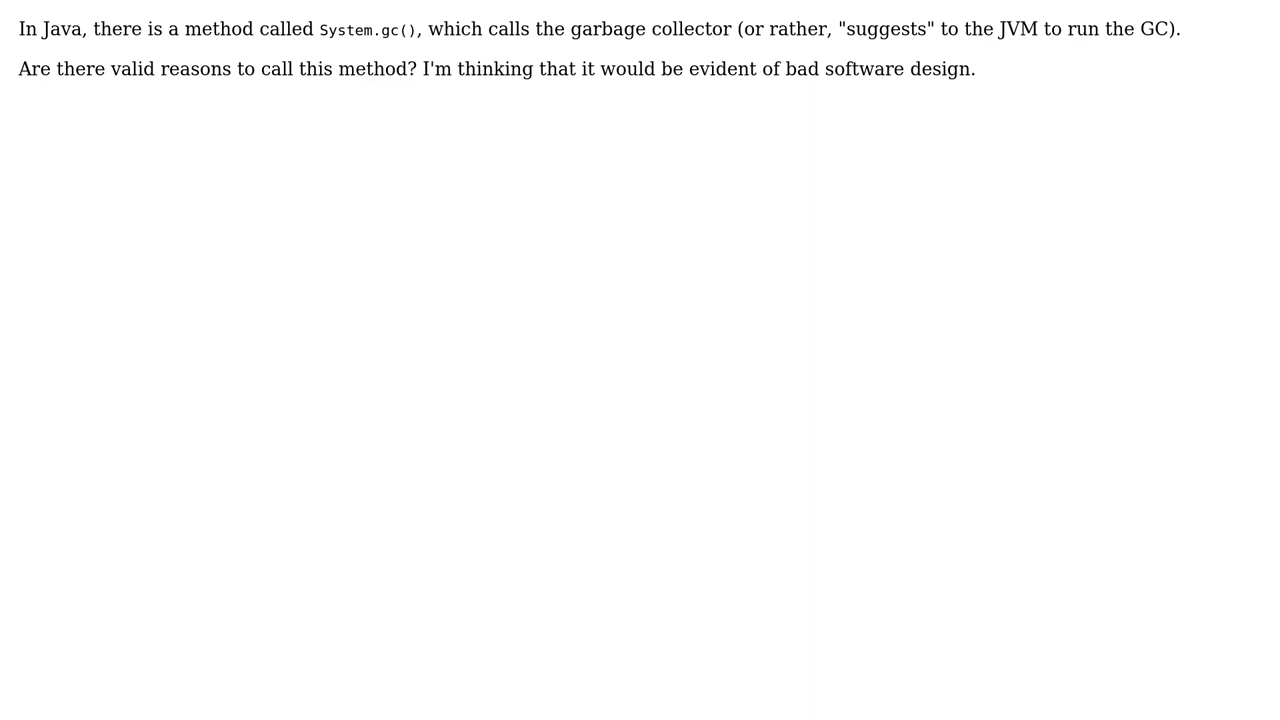 In Java, there is a method called System.gc(), which calls the garbage collector (or rather, "suggests" to the JVM to run the GC).
Are there valid reasons to call this method? I'm thinking that it would be evident of bad software design.